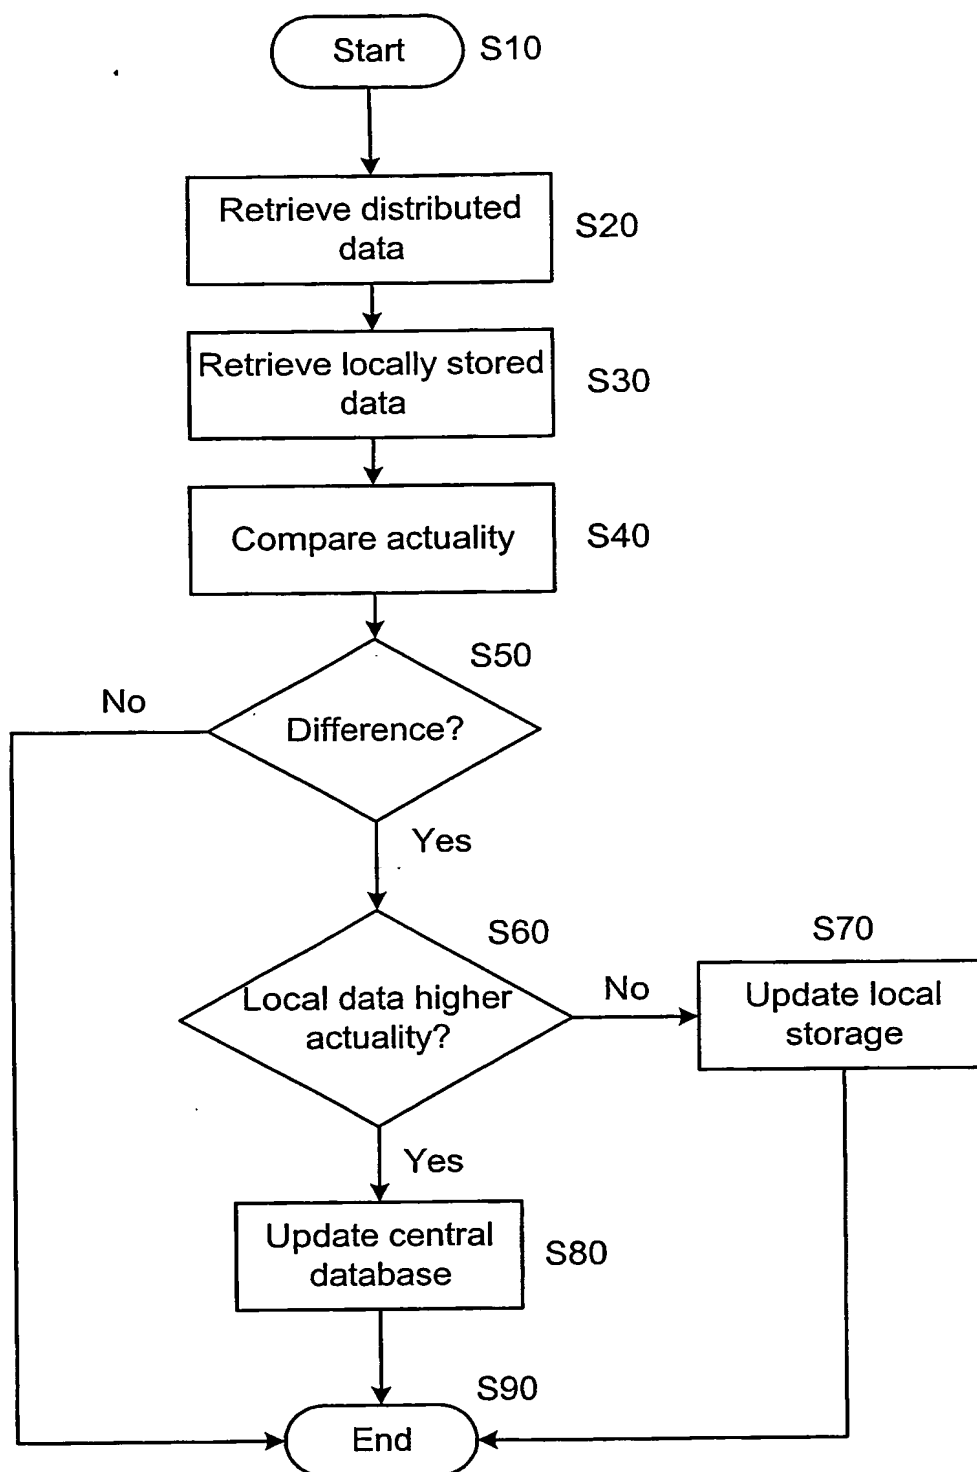 Start
S10
Retrieve distributed
data
S20
Retrieve locally stored
data
S30
Compare actuality
S40
S50
No
Difference?
Yes
S60
Local data higher
actuality?
No
S70
Update local
storage
Yes
Update central
database
S80
S90
End